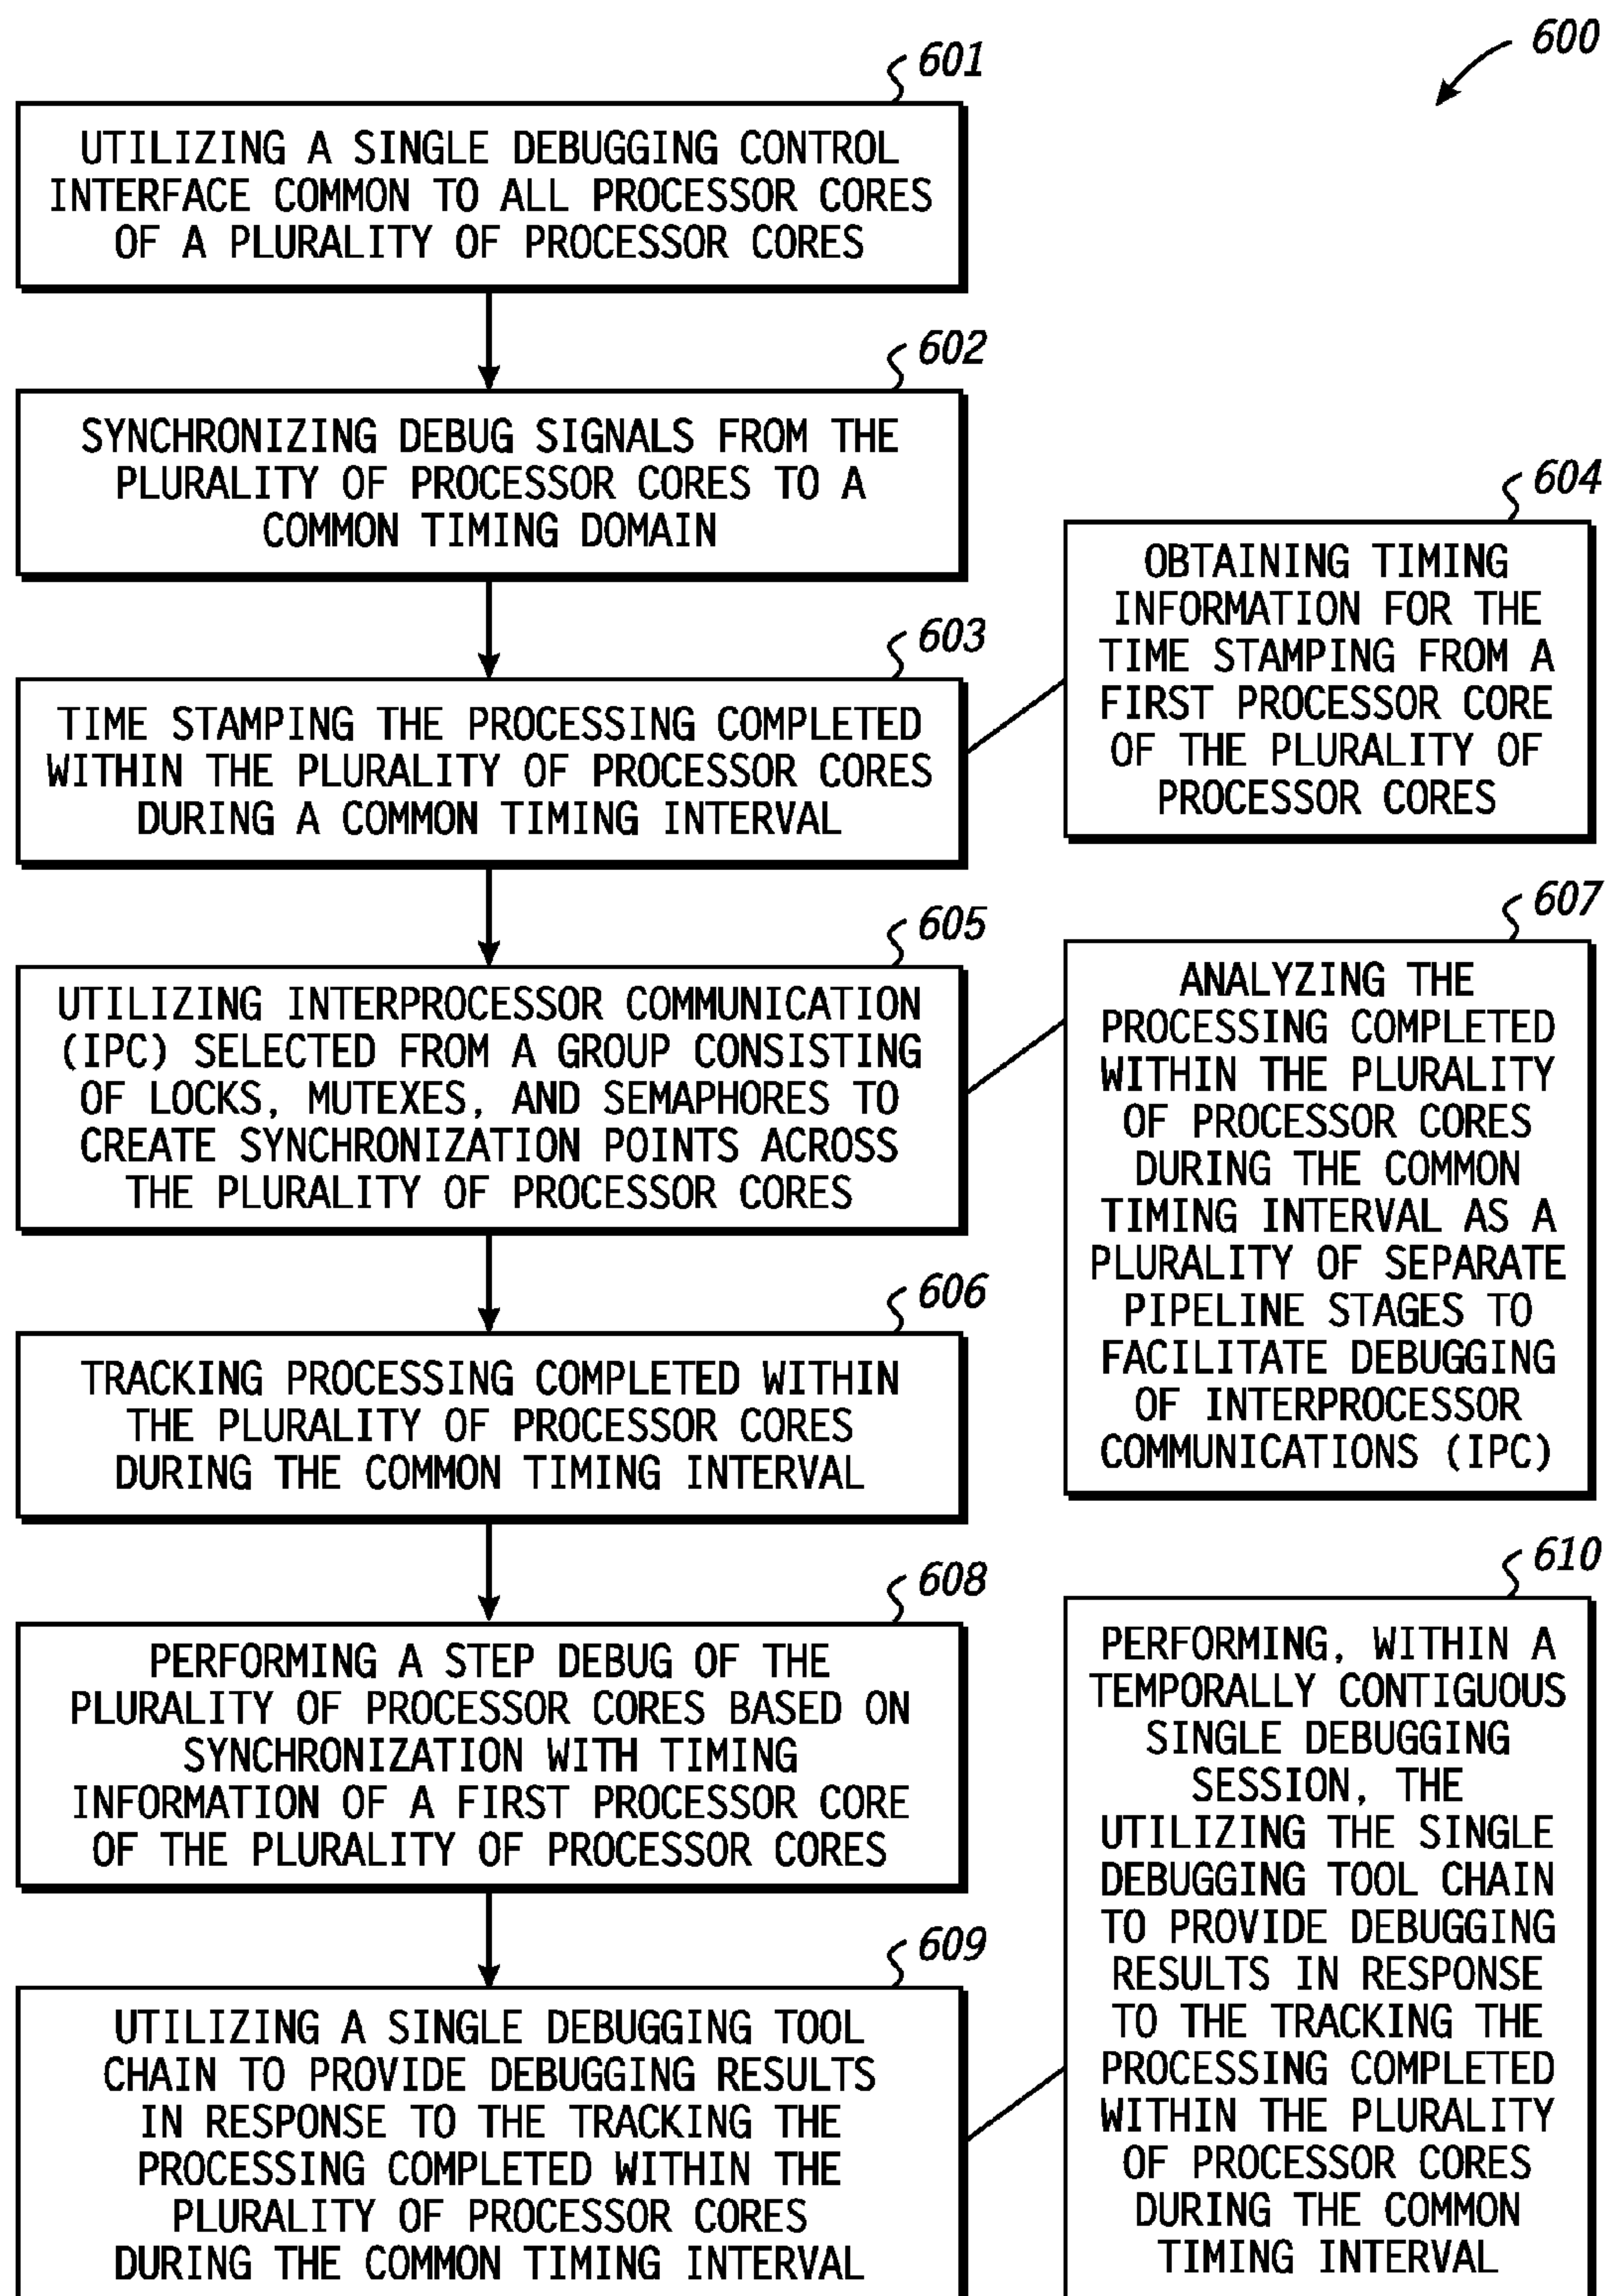 600
601
UTILIZING A SINGLE DEBUGGING CONTROL
INTERFACE COMMON TO ALL PROCESSOR CORES
OF A PLURALITY OF PROCESSOR CORES
602
SYNCHRONIZING DEBUG SIGNALS FROM THE
PLURALITY OF PROCESSOR CORES TO A
COMMON TIMING DOMAIN
603
TIME STAMPING THE PROCESSING COMPLETED
WITHIN THE PLURALITY OF PROCESSOR CORES
DURING A COMMON TIMING INTERVAL
604
OBTAINING TIMING
INFORMATION FOR THE
TIME STAMPING FROM A
FIRST PROCESSOR CORE
OF THE PLURALITY OF
PROCESSOR CORES
605
UTILIZING INTERPROCESSOR COMMUNICATION
(IPC) SELECTED FROM A GROUP CONSISTING
OF LOCKS, MUTEXES, AND SEMAPHORES TO
CREATE SYNCHRONIZATION POINTS ACROSS
THE PLURALITY OF PROCESSOR CORES
607
ANALYZING THE
PROCESSING COMPLETED
WITHIN THE PLURALITY
OF PROCESSOR CORES
DURING THE COMMON
TIMING INTERVAL AS A
PLURALITY OF SEPARATE
PIPELINE STAGES TO
FACILITATE DEBUGGING
OF INTERPROCESSOR
COMMUNICATIONS (IPC)
606
TRACKING PROCESSING COMPLETED WITHIN
THE PLURALITY OF PROCESSOR CORES
DURING THE COMMON TIMING INTERVAL
608
PERFORMING A STEP DEBUG OF THE
PLURALITY OF PROCESSOR CORES BASED ON
SYNCHRONIZATION WITH TIMING
INFORMATION OF A FIRST PROCESSOR CORE
OF THE PLURALITY OF PROCESSOR CORES
609
UTILIZING A SINGLE DEBUGGING TOOL
CHAIN TO PROVIDE DEBUGGING RESULTS
IN RESPONSE TO THE TRACKING THE
PROCESSING COMPLETED WITHIN THE
PLURALITY OF PROCESSOR CORES
DURING THE COMMON TIMING INTERVAL
610
PERFORMING, WITHIN A
TEMPORALLY CONTIGUOUS
SINGLE DEBUGGING
SESSION, THE
UTILIZING THE SINGLE
DEBUGGING TOOL CHAIN
TO PROVIDE DEBUGGING
RESULTS IN RESPONSE
TO THE TRACKING THE
PROCESSING COMPLETED
WITHIN THE PLURALITY
OF PROCESSOR CORES
DURING THE COMMON
TIMING INTERVAL